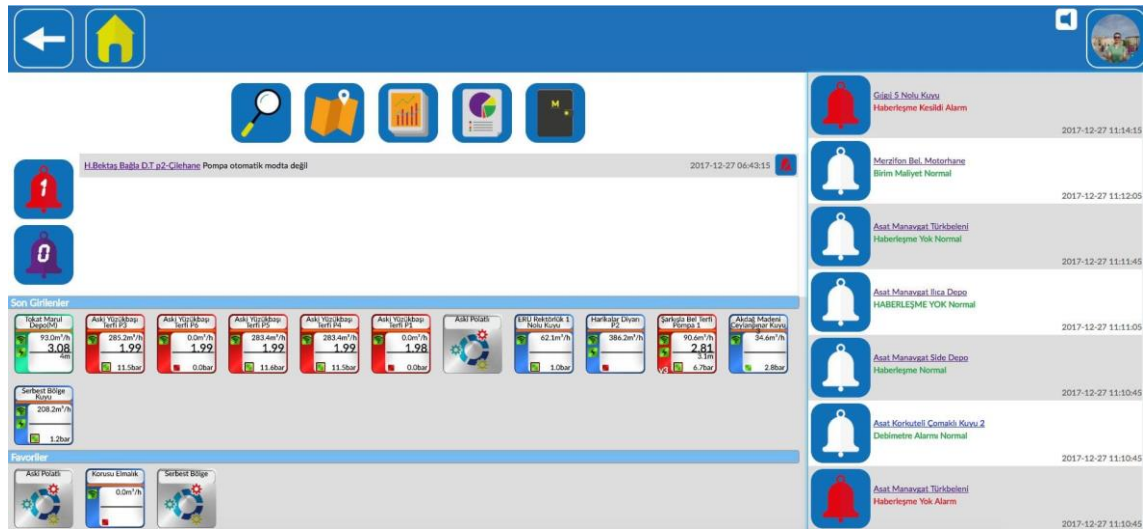 M
1
H.Bektaş Bağla D.T p2-Çilehane Pompa otomatik modta değil 2017-12-27 06:43:15
0
Son Girilenler
Tokat Marul Depo(M)
93.0m³/h
3.08
4m
Aski Yüzükbaşı Terfi P3
285.2m³/h
1.99
11.5bar
Aski Yüzükbaşı Terfi P6
0.0m³/h
1.99
0.0bar
Aski Yüzükbaşı Terfi P5
283.4m³/h
1.99
11.6bar
Aski Yüzükbaşı Terfi P4
283.4m³/h
1.99
11.5bar
Aski Yüzükbaşı Terfi P1
0.0m³/h
1.98
0.0bar
Aski Polatlı
ERU Rektörlük 1 Nolu Kuyu
62.1m³/h
1.0bar
Harikalar Diyarı P2
386.2m³/h
Şarkışla Bel Terfi Pompa 1
90.6m³/h
2.81
3.1m
y3
6.7bar
Akdağ Madeni Kuyu
34.6m³/h
2.8bar
Serbest Bölge Kuyu
208.2m³/h
1.2bar
Favoriler
Aski Polatlı
Korusu Elmalık
0.0m³/h
Serbest Bölge
5 Nolu Kuyu
Haberleşme Kesildi Alarm
2017-12-27 11:14:15
Merzifon Bel. Motorhane
Birim Maliyet Normal
2017-12-27 11:12:05
Asat Manavgat Türkbeleni
Haberleşme Yok Normal
2017-12-27 11:11:45
Asat Manavgat Ilıca Depo
HABERLEŞME YOK Normal
2017-12-27 11:11:05
Asat Manavgat Side Depo
Haberleşme Normal
2017-12-27 11:10:45
Asat Korkuteli Çomaklı Kuyu 2
Debimetre Alarmı Normal
2017-12-27 11:10:45
Asat Manavgat Türkbeleni
Haberleşme Yok Alarm
2017-12-27 11:10:45